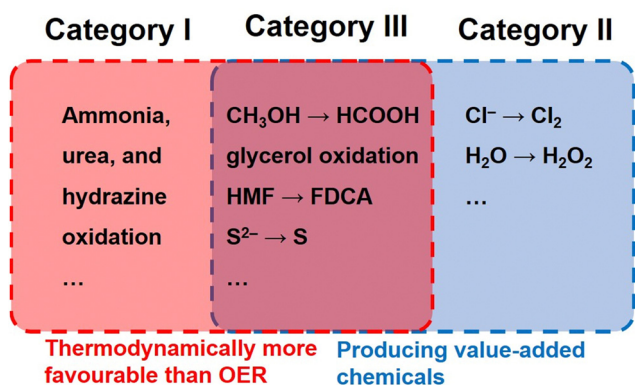 Category I
Category III
Category II
Ammonia,
urea, and
hydrazine
oxidation
...
CH₃OH → HCOOH
glycerol oxidation
HMF → FDCA
S²⁻ → S
...
Cl⁻ → Cl₂
H₂O → H₂O₂
...
Thermodynamically more
favourable than OER
Producing value-added
chemicals